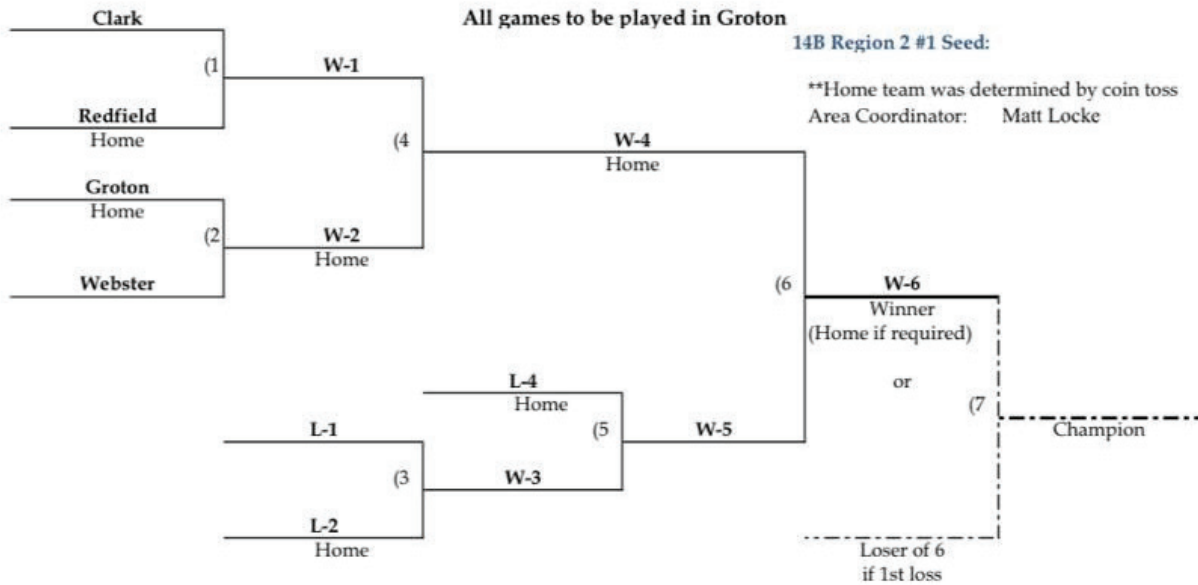 Clark
All games to be played in Groton
14B Region 2 #1 Seed:
(1
W-1
**Home team was determined by coin toss
Redfield
Area Coordinator: Matt Locke
Home
(4
W-4
Home
Groton
Home
(2
W-2
Home
Webster
(6
W-6
Winner
(Home if required)
L-4
or
Home
(7
L-1
(5
W-5
Champion
(3
W-3
L-2
Home
Loser of 6
if 1st loss